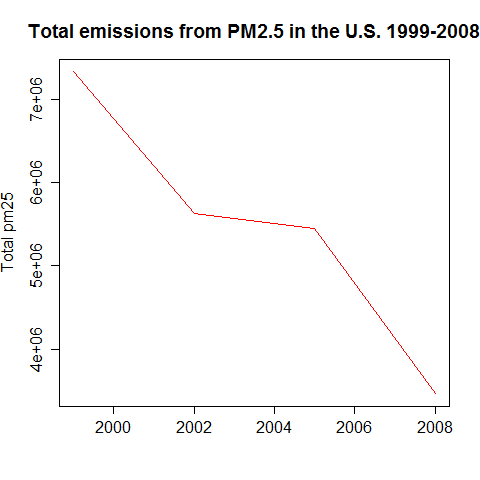 Total emissions from PM2.5 in the U.S. 1999-2008
Total pm25
7e+06
6e+06
5e+06
4e+06
2000 2002 2004 2006 2008